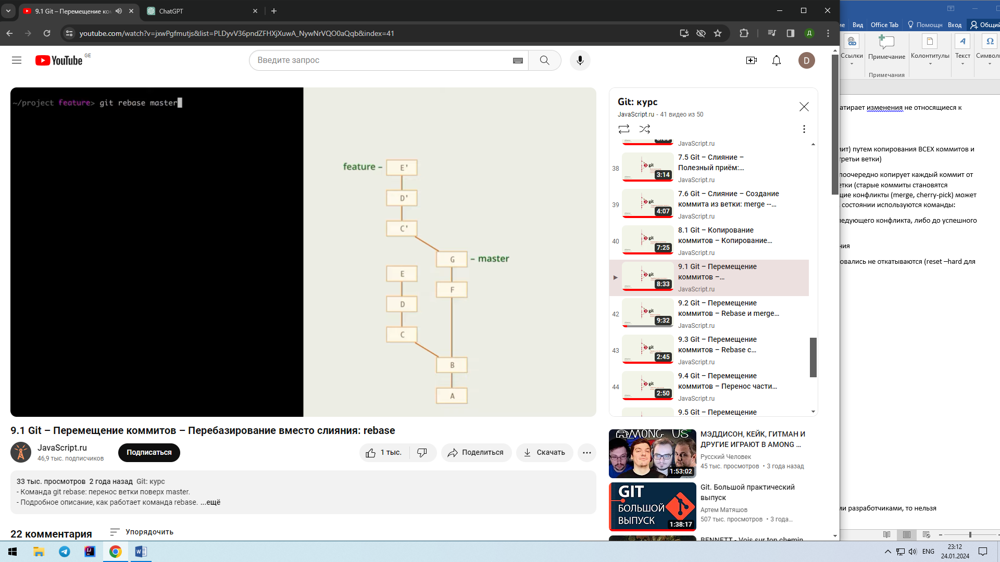 9.1 Git – Перемещение ком
ChatGPT
youtube.com/watch?v=jxwPgfmutjs&list=PLDyvV36pndZFHXjXuwA_NywNrVQO0aQqb&index=41
Д
YouTube
GE
Введите запрос
D
~/project feature> git rebase master
feature –
E'
D'
C'
G
– master
E
F
D
C
B
A
9.1 Git – Перемещение коммитов – Перебазирование вместо слияния: rebase
JavaScript.ru
46,9 тыс. подписчиков
Подписаться
1 тыс.
Поделиться
Скачать
33 тыс. просмотров 2 года назад Git: курс
- Команда git rebase: перенос ветки поверх master.
- Подробное описание, как работает команда rebase. ...ещё
22 комментария
Упорядочить
Git: курс
JavaScript.ru - 41 видео из 50
JavaScript.ru
38
3:14
7.5 Git – Слияние –
Полезный приём:...
JavaScript.ru
39
4:07
7.6 Git – Слияние – Создание
коммита из ветки: merge --...
JavaScript.ru
40
7:25
8.1 Git – Копирование
коммитов – Копирование...
JavaScript.ru
8:33
9.1 Git – Перемещение
коммитов –...
JavaScript.ru
42
9:32
9.2 Git – Перемещение
коммитов – Rebase и merge...
JavaScript.ru
43
2:45
9.3 Git – Перемещение
коммитов – Rebase с...
JavaScript.ru
44
2:50
9.4 Git – Перемещение
коммитов – Перенос части...
JavaScript.ru
9.5 Git – Перемещение
AMONG US
1:53:02
МЭДДИСОН, КЕЙК, ГИТМАН И
ДРУГИЕ ИГРАЮТ В AMONG ...
Русский Человек
45 тыс. просмотров • 3 года назад
GIT
БОЛЬШОЙ
ВЫПУСК
1:38:17
Git. Большой практический
выпуск
Артем Матяшов
507 тыс. просмотров • 3 года...
BENNETT - Vois sur ton chemin
Вид
Office Tab
Помощн
Вход
Общий
Ссылки
Примечание
Колонтитулы
Текст
Символ
Примечания
атирает изменения не относящиеся к
мит) путем копирования ВСЕХ коммитов и
третьи ветки)
поочередно копирует каждый коммит от
етки (старые коммиты становятся
щие конфликты (merge, cherry-pick) может
состоянии используются команды:
ледующего конфликта, либо до успешного
ния
овались не откатываются (reset –hard для
ми разработчиками, то нельзя
ENG
23:12
24.01.2024